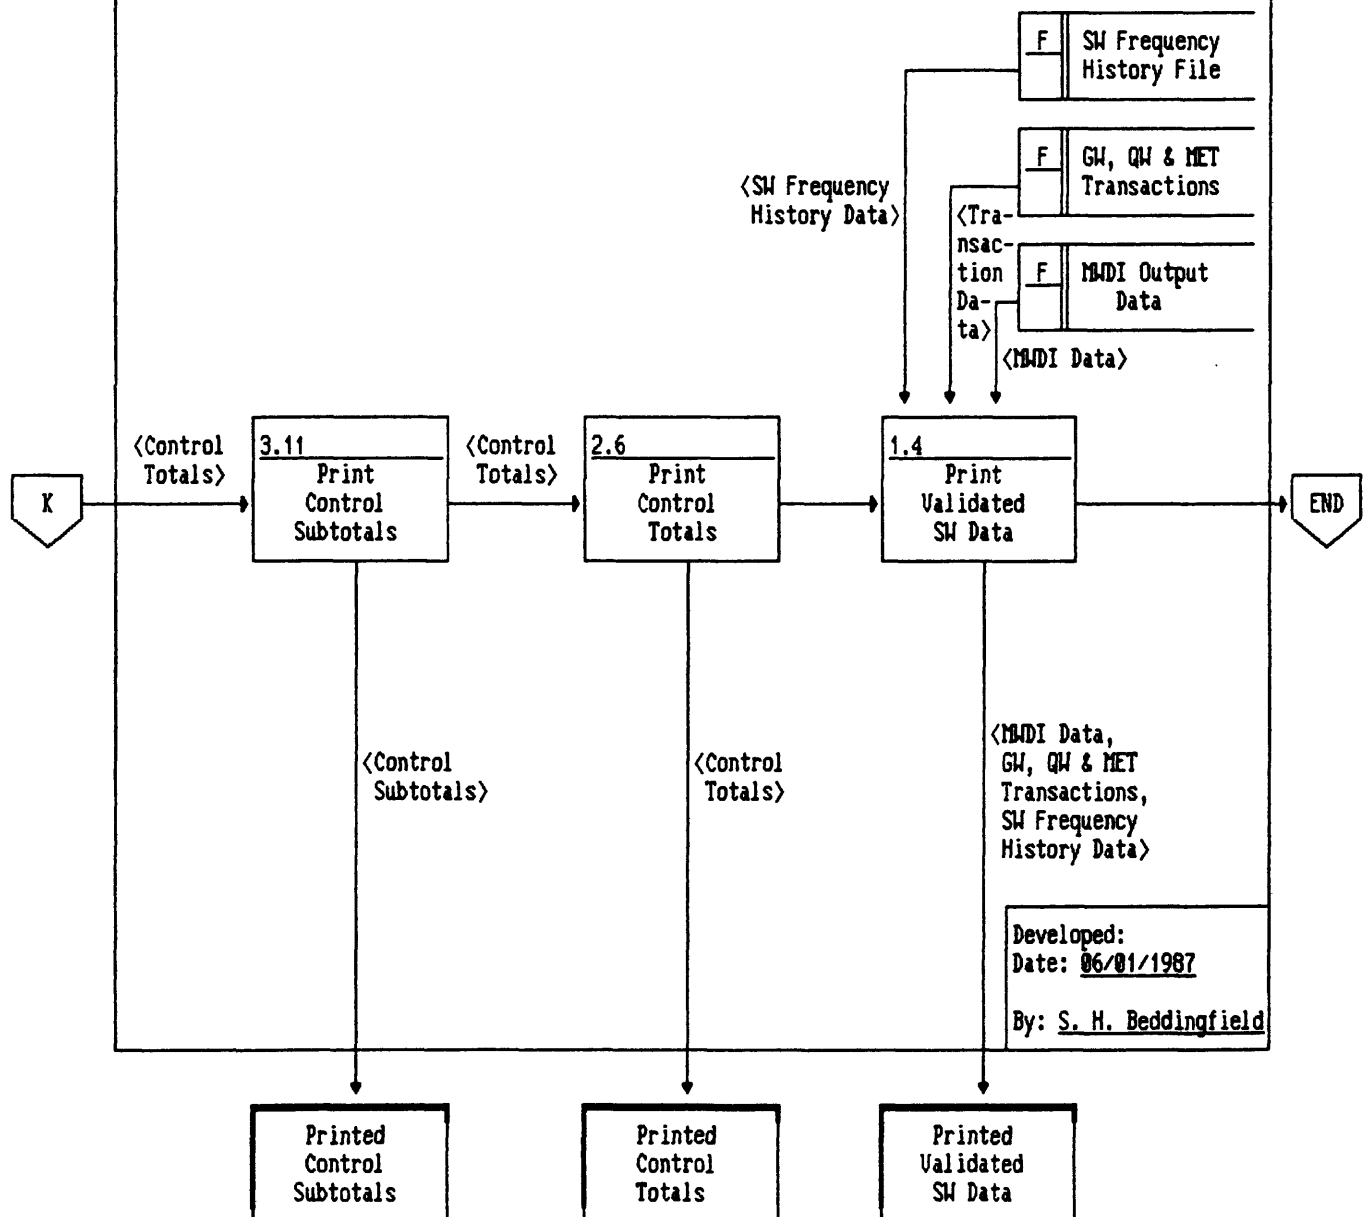 F
SW Frequency
History File
F
GW, QW & MET
Transactions
<SW Frequency
History Data>
<Tra-
nsac-
tion
Da-
ta>
F
MWDI Output
Data
<MWDI Data>
K
<Control
Totals>
3.11
Print
Control
Subtotals
<Control
Totals>
2.6
Print
Control
Totals
1.4
Print
Validated
SW Data
END
<Control
Subtotals>
<Control
Totals>
<MWDI Data,
GW, QW & MET
Transactions,
SW Frequency
History Data>
Developed:
Date: 06/01/1987
By: S. H. Beddingfield
Printed
Control
Subtotals
Printed
Control
Totals
Printed
Validated
SW Data